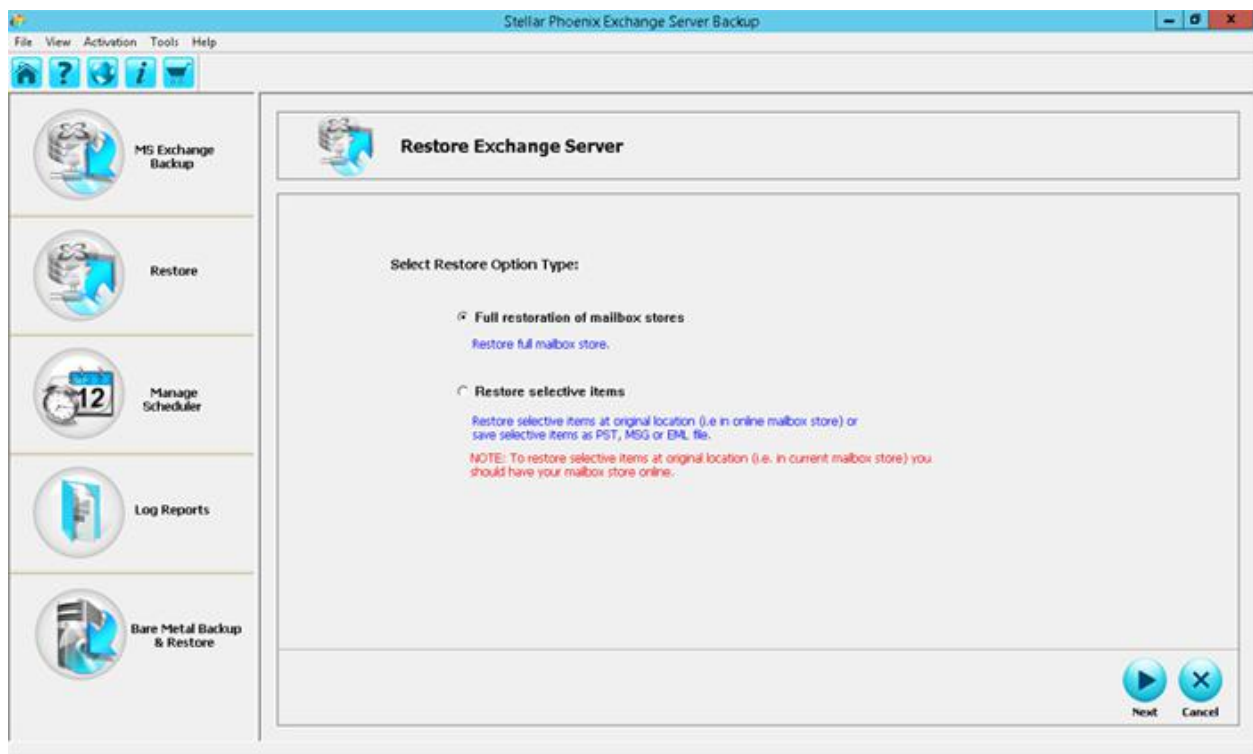 Stellar Phoenix Exchange Server Backup
File View Activation Tools Help
MS Exchange
Backup
Restore
Manage
Scheduler
12
Log Reports
Bare Metal Backup
& Restore
Restore Exchange Server
Select Restore Option Type:
Full restoration of mailbox stores
Restore full mailbox store.
Restore selective items
Restore selective items at original location (i.e in online mailbox store) or
save selective items as PST, MSG or EML file.
NOTE: To restore selective items at original location (i.e. in current mailbox store) you
should have your mailbox store online.
Next Cancel